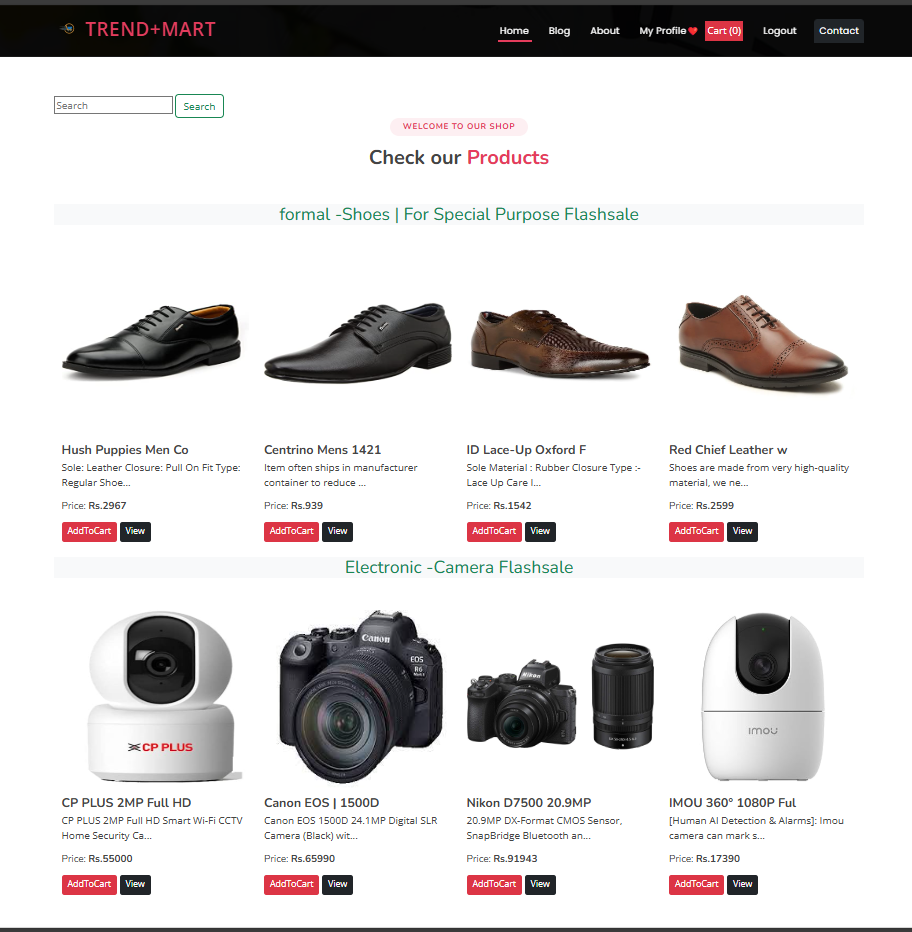 TREND+MART
Home Blog About My Profile❤ Cart (0) Logout Contact
Search Search
WELCOME TO OUR SHOP
Check our Products
formal -Shoes | For Special Purpose Flashsale
Hush Puppies Men Co
Sole: Leather Closure: Pull On Fit Type:
Regular Shoe...
Price: Rs.2967
AddToCart View
Centrino Mens 1421
Item often ships in manufacturer
container to reduce ...
Price: Rs.939
AddToCart View
ID Lace-Up Oxford F
Sole Material : Rubber Closure Type :-
Lace Up Care I...
Price: Rs.1542
AddToCart View
Red Chief Leather w
Shoes are made from very high-quality
material, we ne...
Price: Rs.2599
AddToCart View
Electronic -Camera Flashsale
CP PLUS
Canon
EOS
R6
Nikon
imou
CP PLUS 2MP Full HD
CP PLUS 2MP Full HD Smart Wi-Fi CCTV
Home Security Ca...
Price: Rs.55000
AddToCart View
Canon EOS | 1500D
Canon EOS 1500D 24.1MP Digital SLR
Camera (Black) wit...
Price: Rs.65990
AddToCart View
Nikon D7500 20.9MP
20.9MP DX-Format CMOS Sensor,
SnapBridge Bluetooth an...
Price: Rs.91943
AddToCart View
IMOU 360° 1080P Ful
[Human AI Detection & Alarms]: Imou
camera can mark s...
Price: Rs.17390
AddToCart View